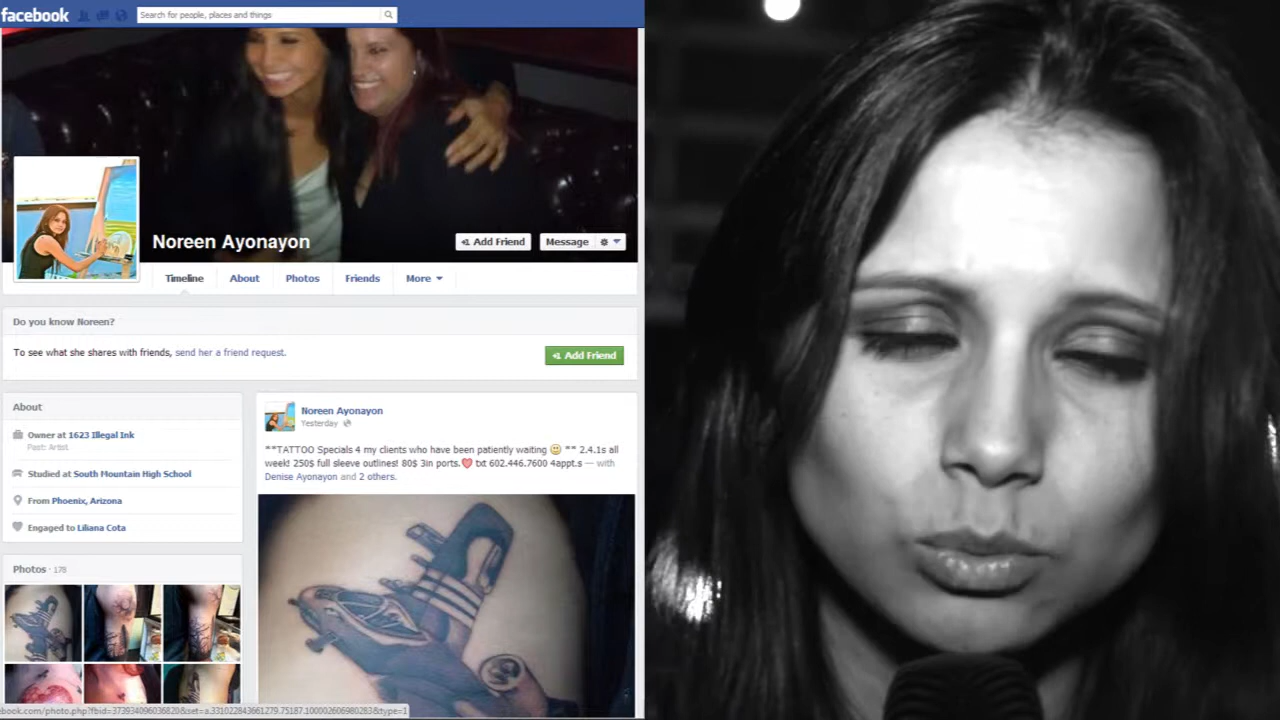 facebook
Search for people, places and things
Noreen Ayonayon
+1 Add Friend
Message
Timeline
About
Photos
Friends
More
Do you know Noreen?
To see what she shares with friends, send her a friend request.
+1 Add Friend
About
Owner at 1623 Illegal Ink
Past: Artist
Studied at South Mountain High School
From Phoenix, Arizona
Engaged to Liliana Cota
Photos · 178
Noreen Ayonayon
Yesterday
**TATTOO Specials 4 my clients who have been patiently waiting 🙂 ** 2.4.1s all
week! 250$ full sleeve outlines! 80$ 3in ports.❤ txt 602.446.7600 4appt.s — with
Denise Ayonayon and 2 others.